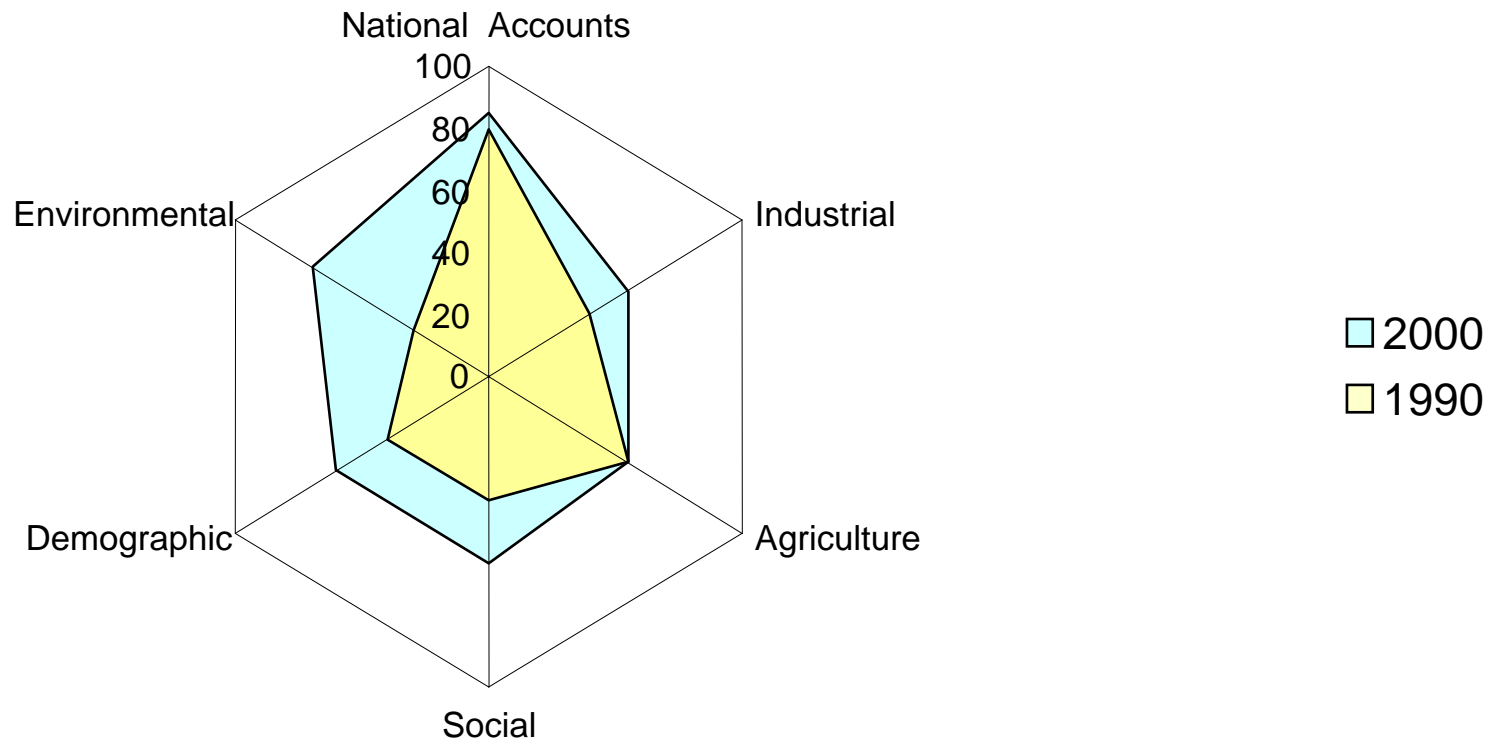 National Accounts
100
80
60
40
20
0
Environmental
Industrial
Demographic
Agriculture
Social
2000
1990